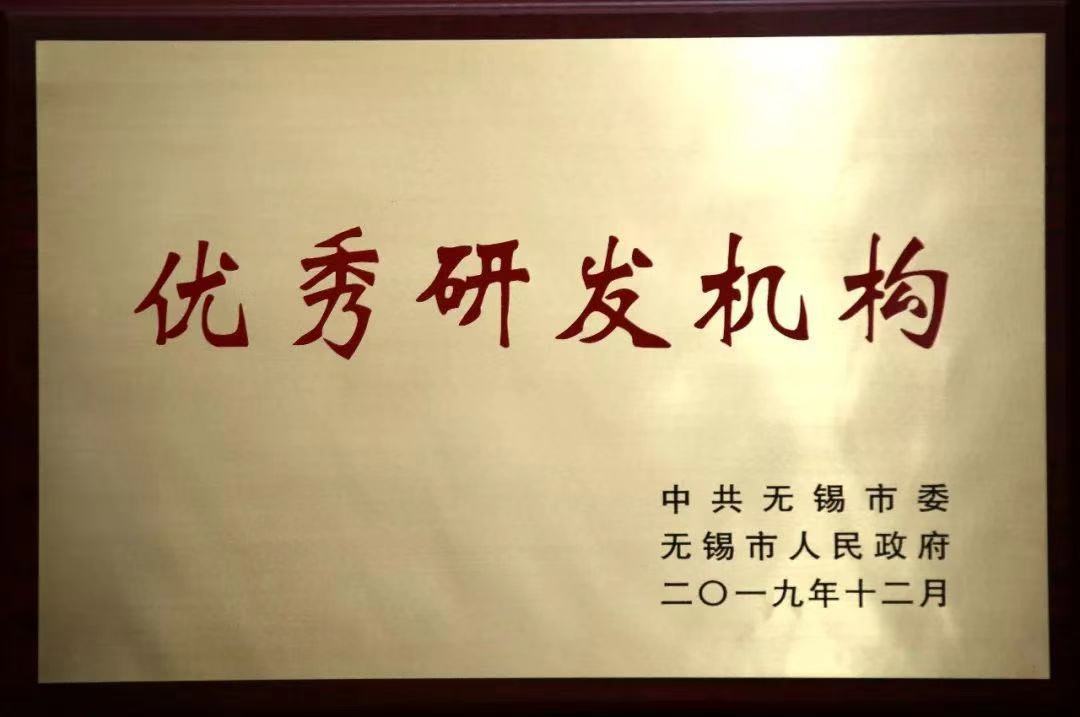 优秀研发机构
中共无锡市委
无锡市人民政府
二〇一九年十二月